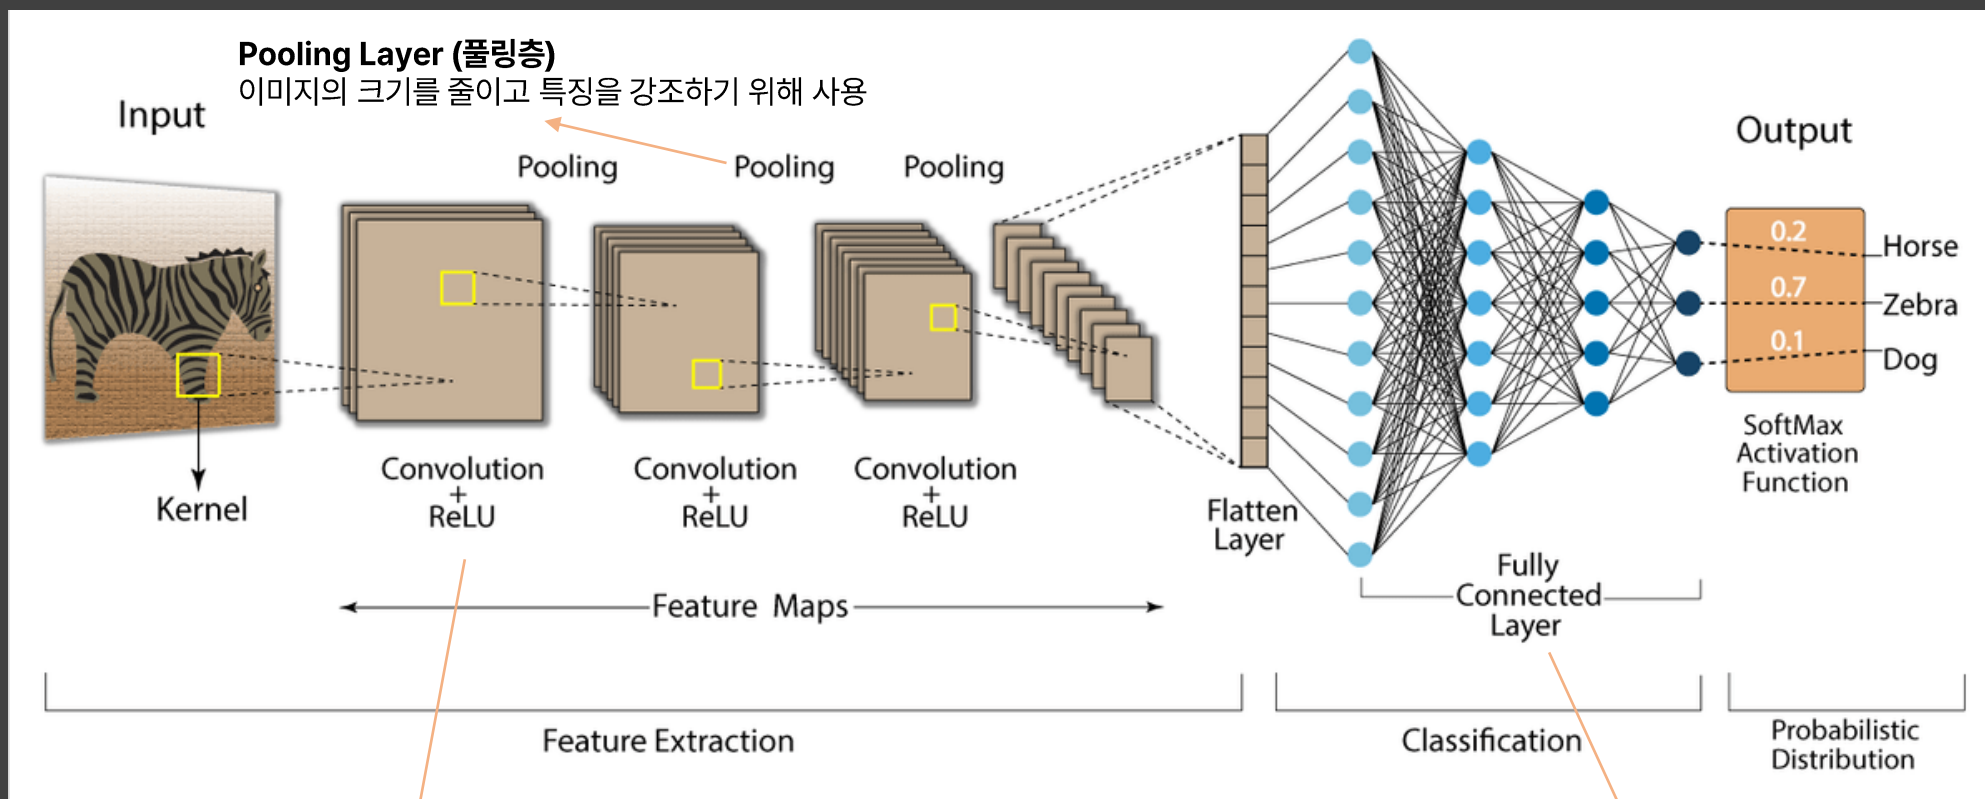 Pooling Layer (풀링층)
이미지의 크기를 줄이고 특징을 강조하기 위해 사용
Input
Pooling
Pooling
Pooling
Output
0.2
Horse
0.7
Zebra
0.1
Dog
SoftMax
Activation
Function
Kernel
Convolution
+
ReLU
Convolution
+
ReLU
Convolution
+
ReLU
Flatten
Layer
Fully
Connected
Layer
Feature Maps
Feature Extraction
Classification
Probabilistic
Distribution